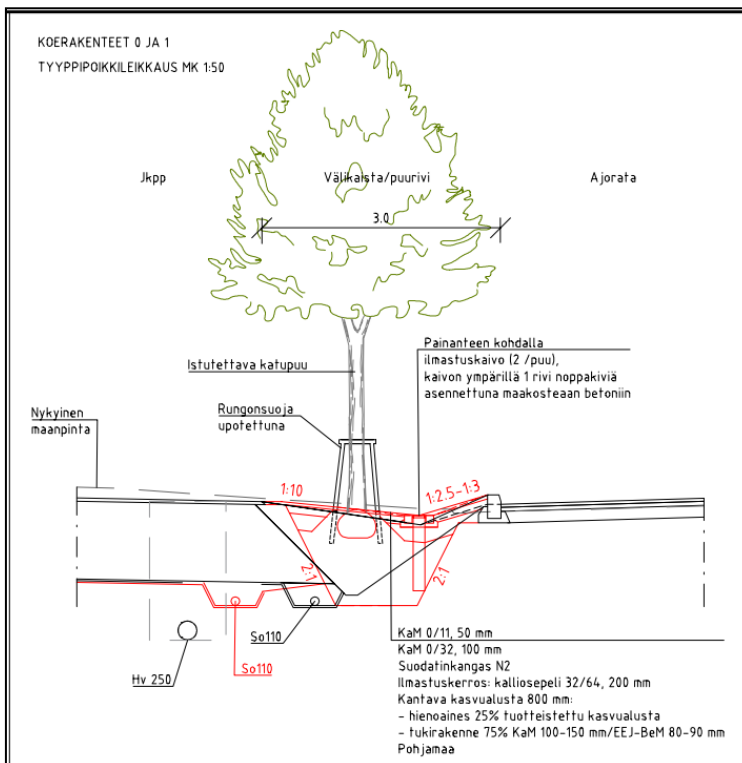 KOERAKENTEET 0 JA 1
TYYPPIPOIKKILEIKKAUS MK 1:50
Jkpp
Välikaista/puurivi
Ajorata
3.0
Istutettava katupuu
Painanteen kohdalla
ilmastuskaivo (2 /puu),
kaivon ympärillä 1 rivi noppakiviä
asennettuna maakosteaan betoniin
Nykyinen
maanpinta
Rungonsuoja
upotettuna
1:10
1:2.5-1:3
2:1
2:1
So110
So110
Hv 250
KaM 0/11, 50 mm
KaM 0/32, 100 mm
Suodatinkangas N2
Ilmastuskerros: kalliosepeli 32/64, 200 mm
Kantava kasvualusta 800 mm:
- hienoaines 25% tuotteistettu kasvualusta
- tukirakenne 75% KaM 100-150 mm/EEJ-BeM 80-90 mm
Pohjamaa